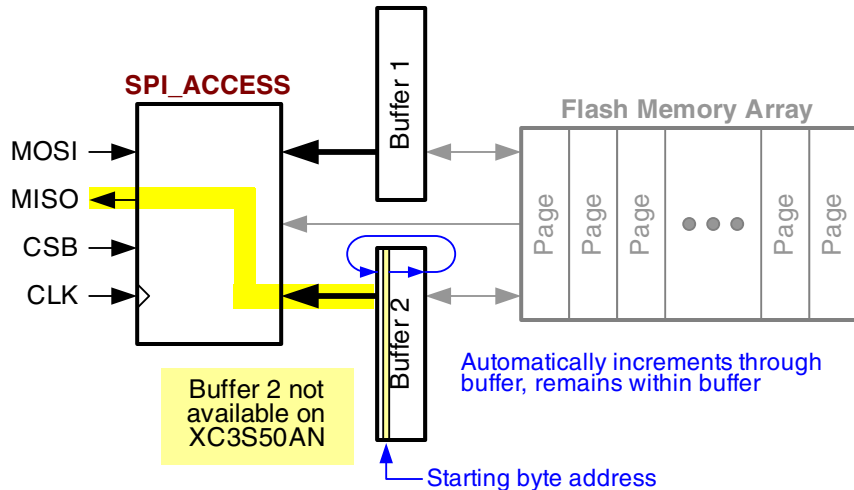 SPI_ACCESS
MOSI
MISO
CSB
CLK
Buffer 1
Buffer 2
Flash Memory Array
Page
Page
Page
Page
Page
Automatically increments through
buffer, remains within buffer
Buffer 2 not
available on
XC3S50AN
Starting byte address